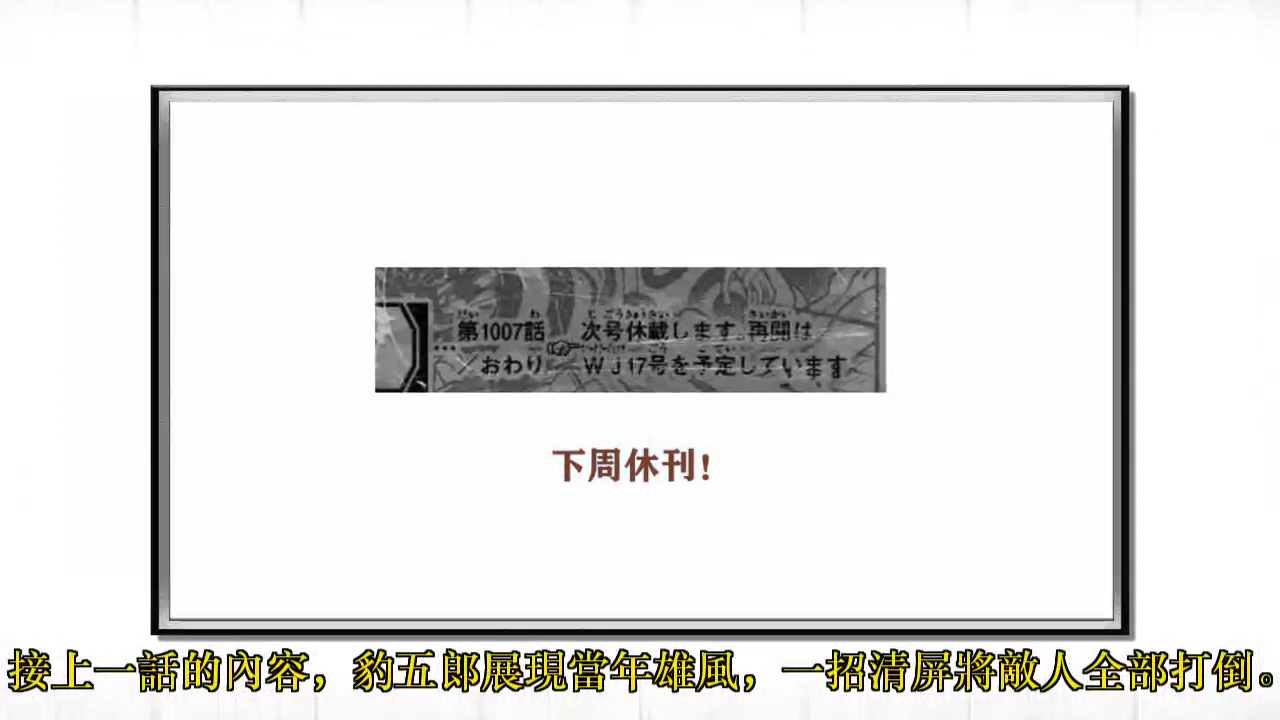 第1007話 次号休載します。再開は
／おわり ☞ WJ17号を予定しています
下周休刊!
接上一話的內容，豹五郎展現當年雄風，一招清屏將敵人全部打倒。